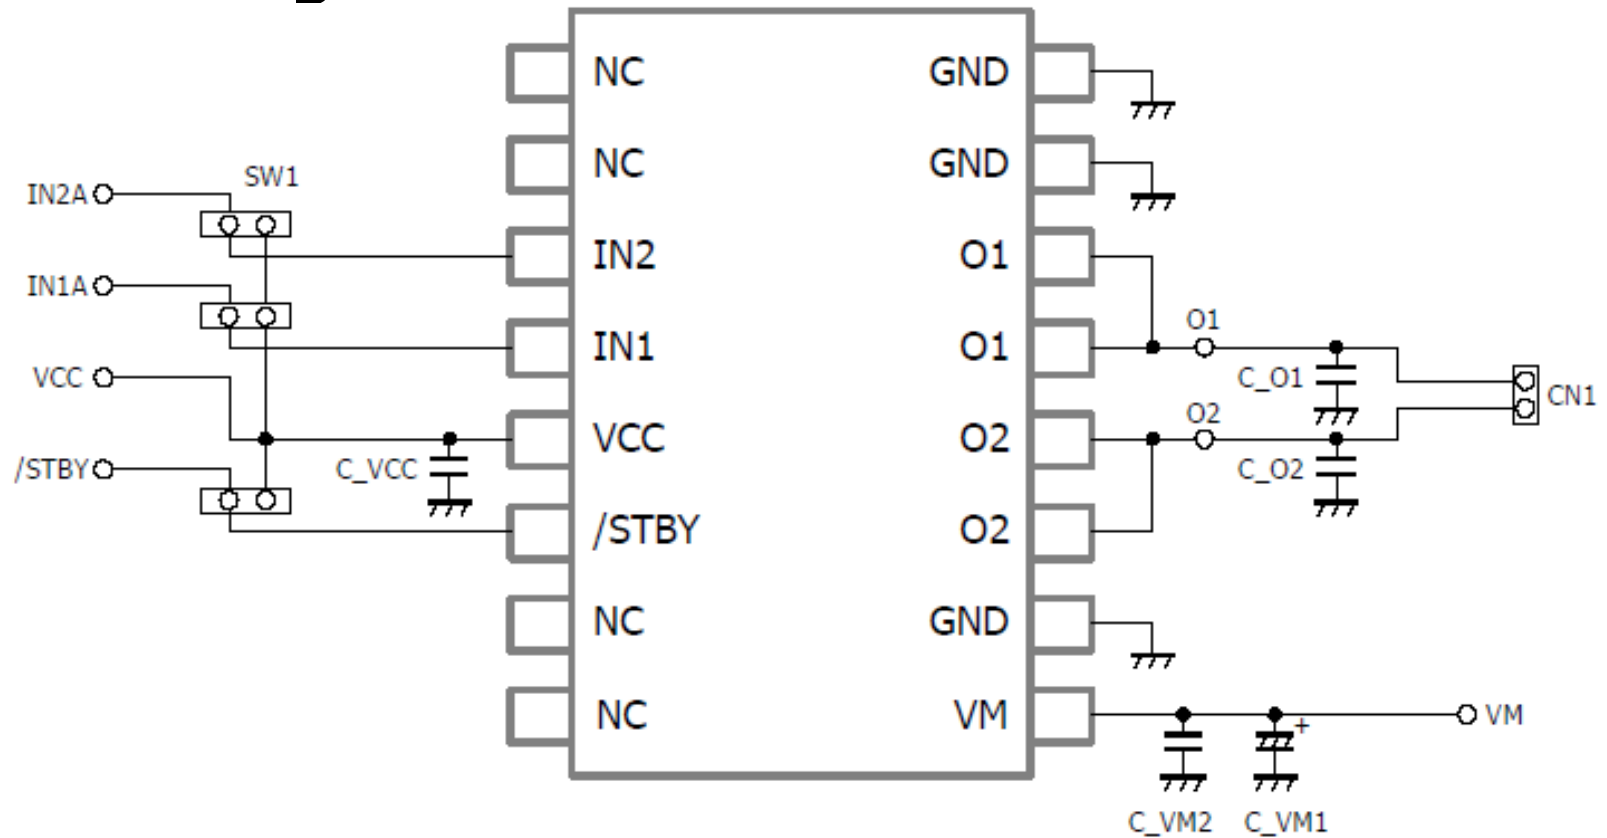 NC GND
NC GND
SW1
IN2A
IN2 O1
IN1A
O1
IN1 O1
VCC C_O1
CN1
O2
VCC O2
/STBY C_VCC C_O2
/STBY O2
NC GND
NC VM VM
+
C_VM2 C_VM1